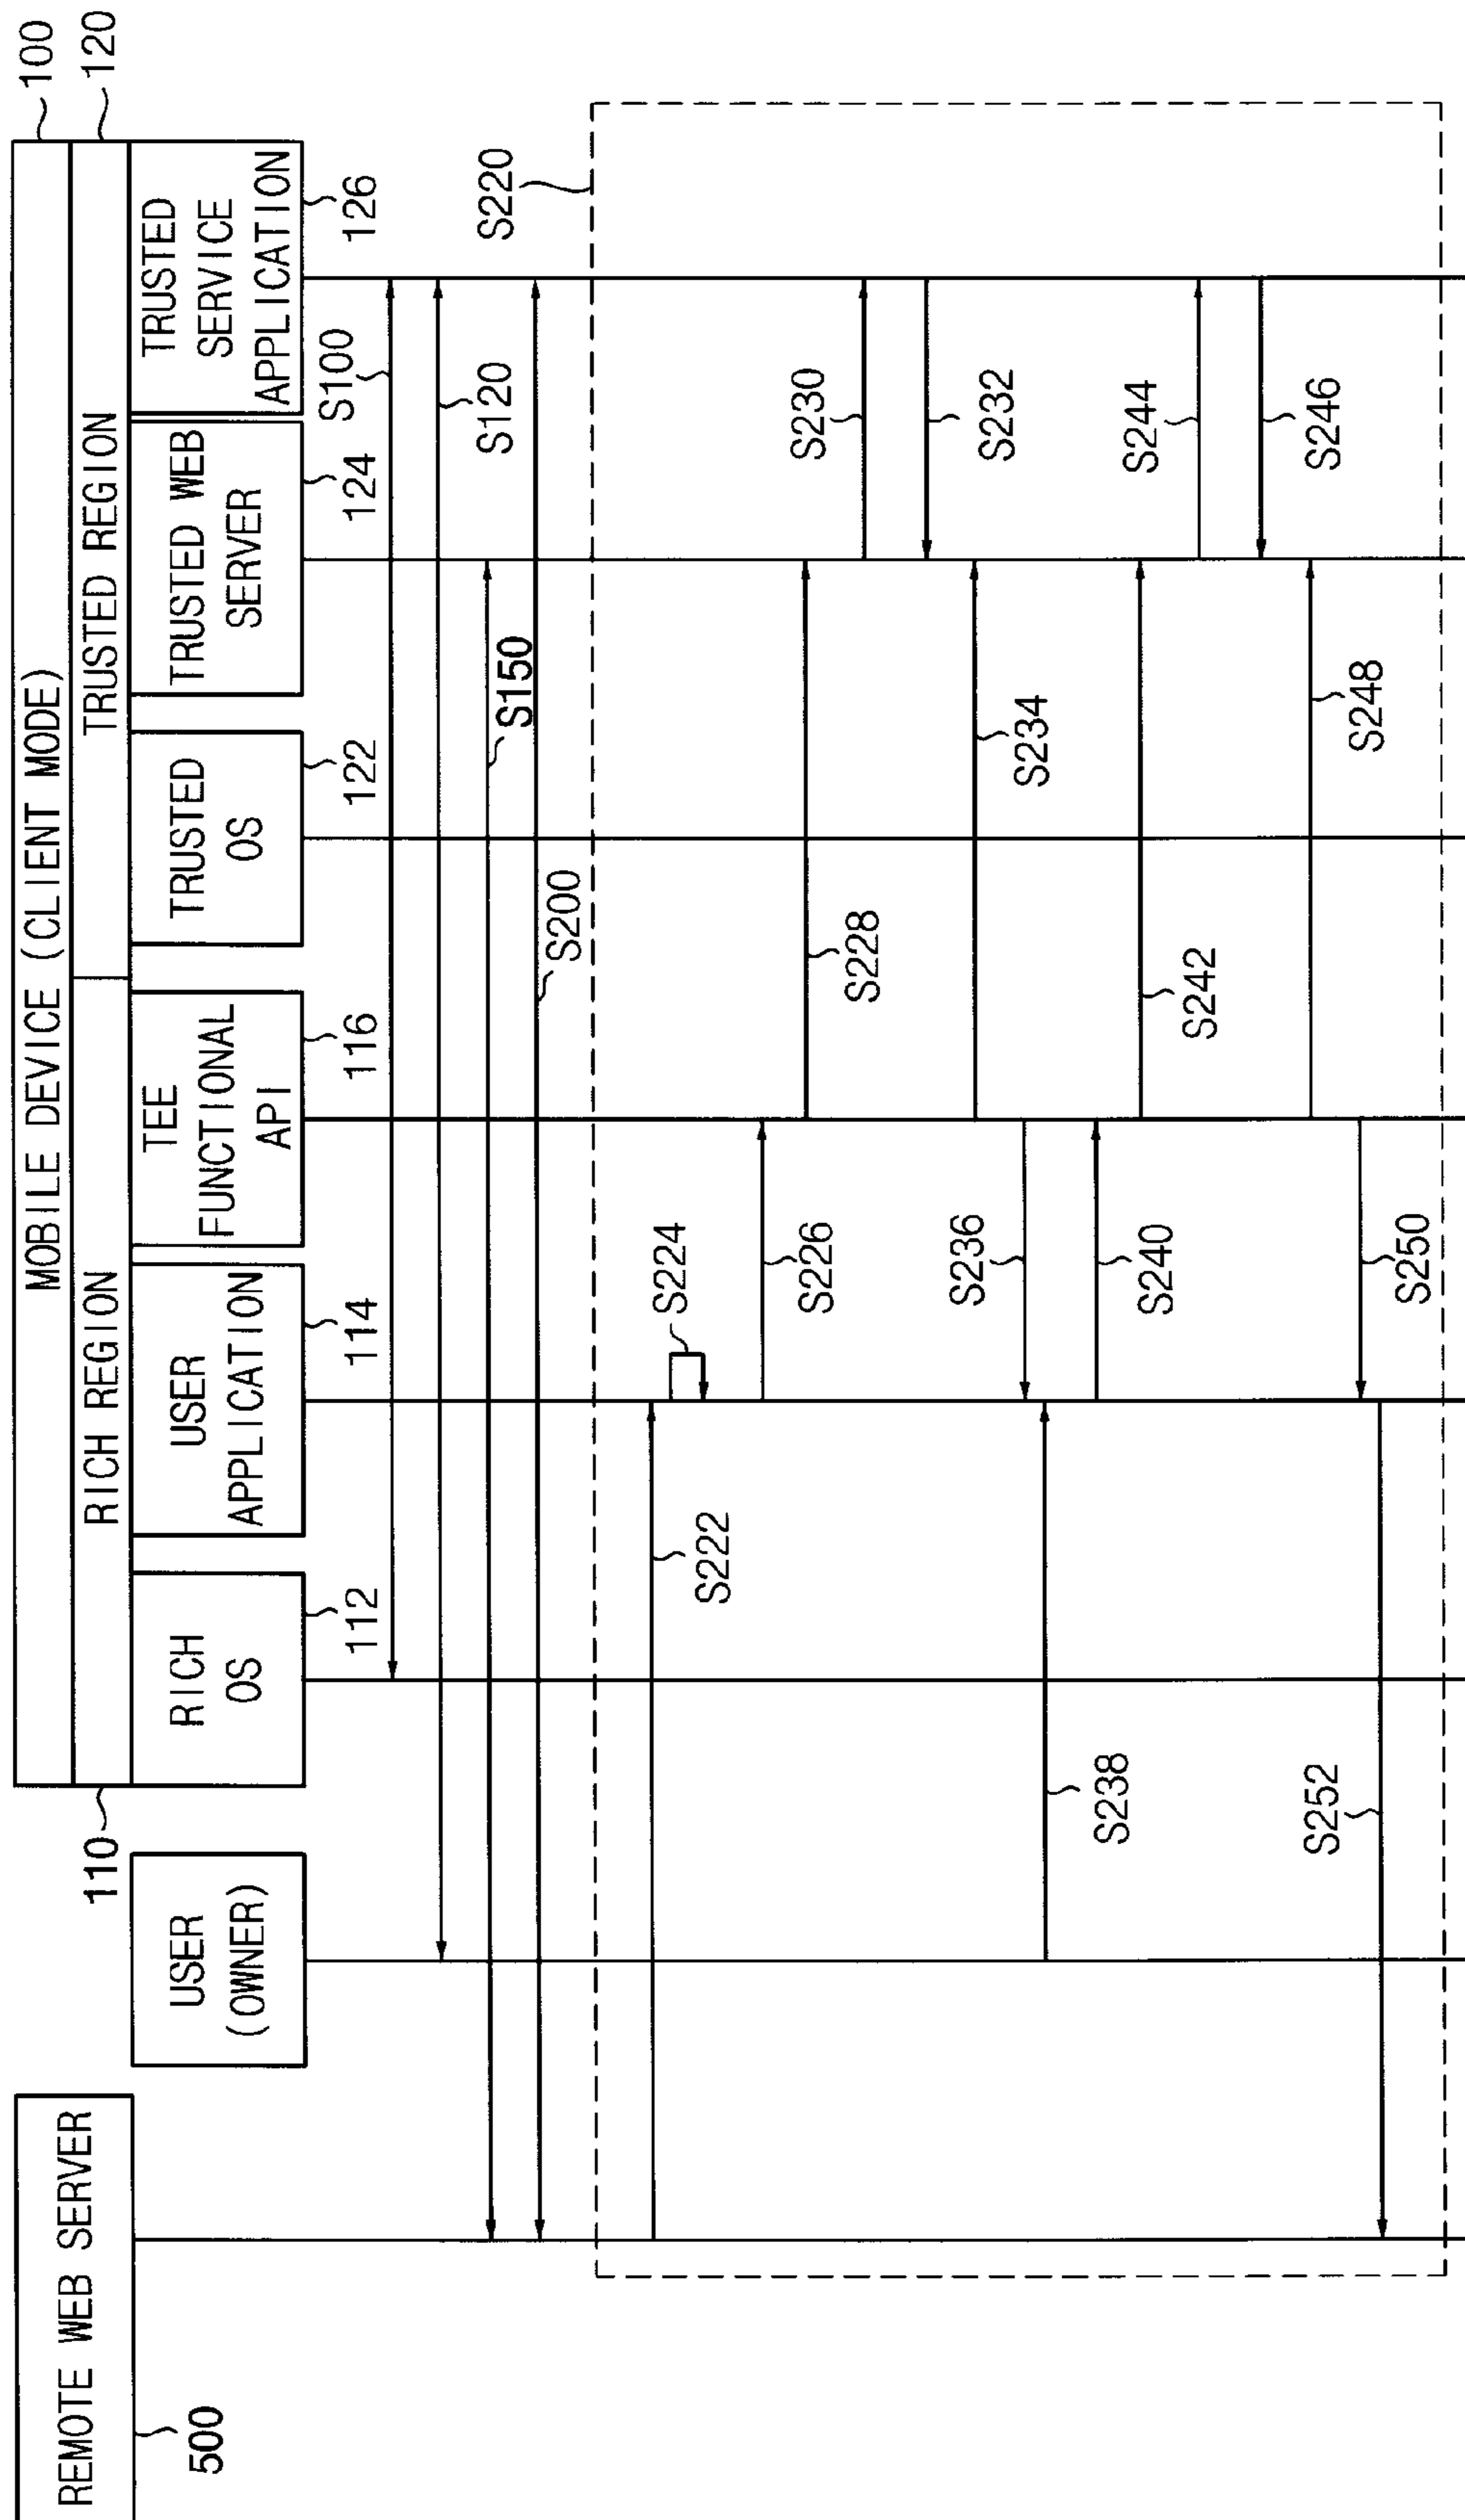 MOBILE DEVICE (CLIENT MODE)
100
REMOTE WEB SERVER
500
110
RICH REGION
TRUSTED REGION
120
USER
(OWNER)
RICH
OS
112
USER
APPLICATION
114
TEE
FUNCTIONAL
API
116
TRUSTED
OS
122
TRUSTED WEB
SERVER
124
TRUSTED
SERVICE
APPLICATION
126
S100
S120
S150
S200
S220
S222
S224
S226
S228
S230
S232
S234
S236
S238
S240
S242
S244
S246
S248
S250
S252